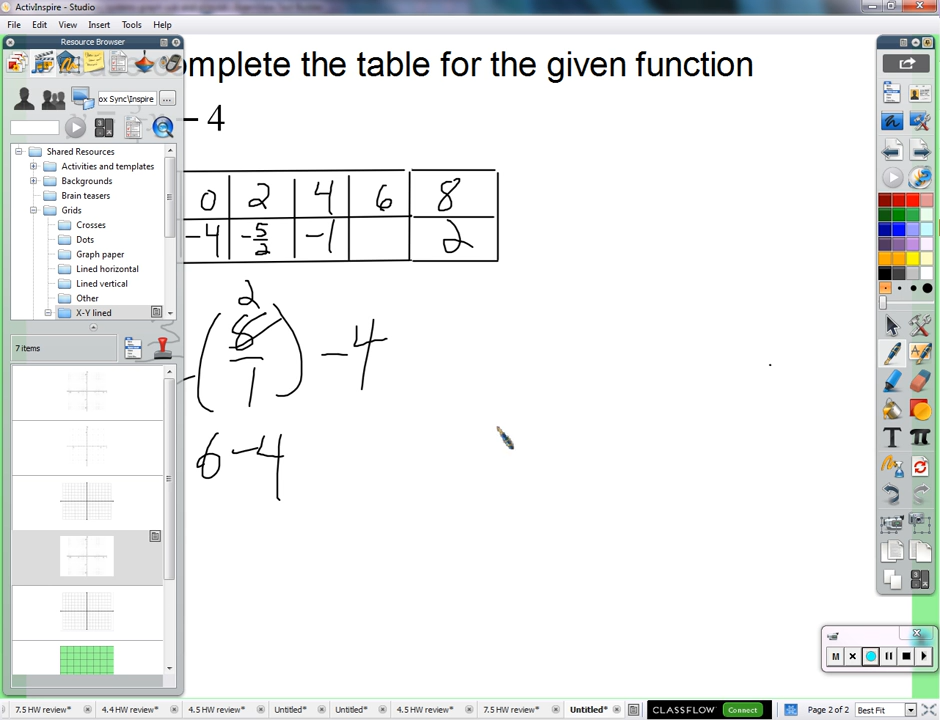 ActivInspire - Studio
File Edit View Insert Tools Help
Resource Browser
omplete the table for the given function
ox Sync\Inspire ...
- 4
Shared Resources
Activities and templates
Backgrounds
Brain teasers
Grids
Crosses
Dots
Graph paper
Lined horizontal
Lined vertical
Other
X-Y lined
7 items
0 2 4 6 8
-4 -5/2 -1 2
2
(8/1) - 4
6 - 4
M
7.5 HW review* 4.4 HW review* 4.5 HW review* Untitled* Untitled* 4.5 HW review* 7.5 HW review* Untitled* CLASSFLOW Connect Page 2 of 2 Best Fit